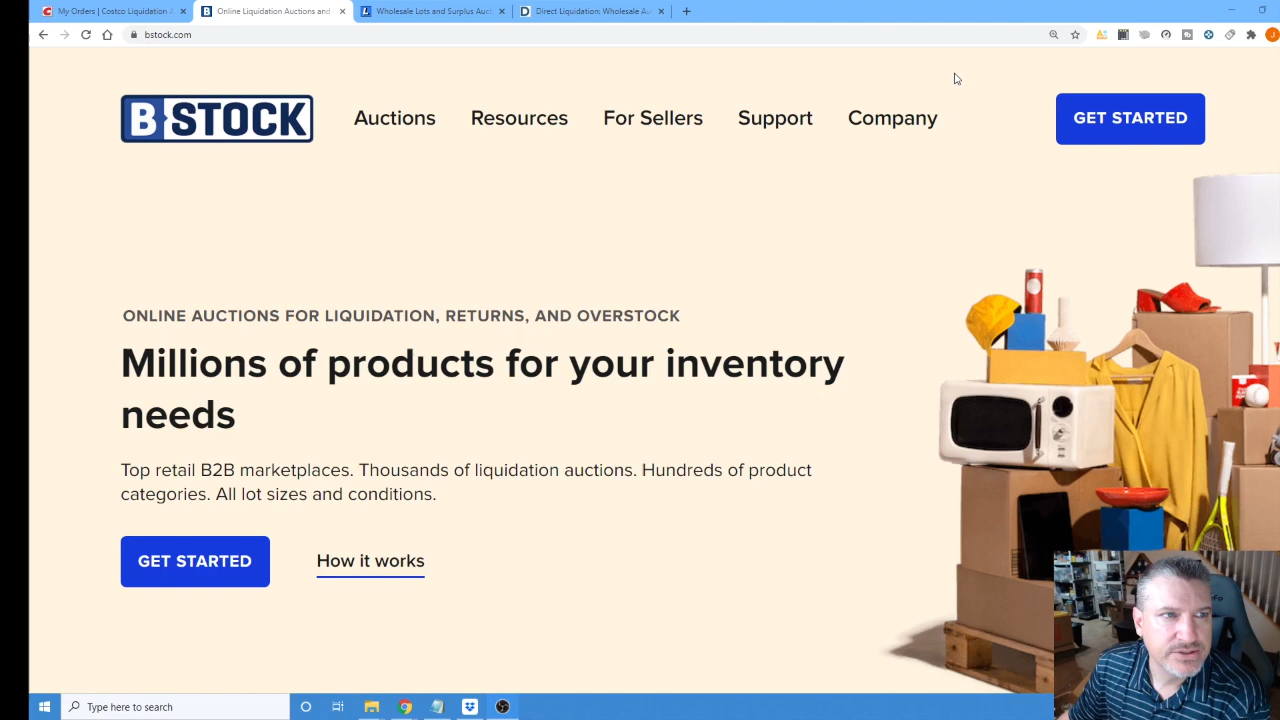 My Orders | Costco Liquidation
Online Liquidation Auctions and
Wholesale Lots and Surplus Auct
Direct Liquidation: Wholesale Au
bstock.com
B-STOCK
Auctions
Resources
For Sellers
Support
Company
GET STARTED
ONLINE AUCTIONS FOR LIQUIDATION, RETURNS, AND OVERSTOCK
Millions of products for your inventory
needs
Top retail B2B marketplaces. Thousands of liquidation auctions. Hundreds of product
categories. All lot sizes and conditions.
GET STARTED
How it works
Type here to search